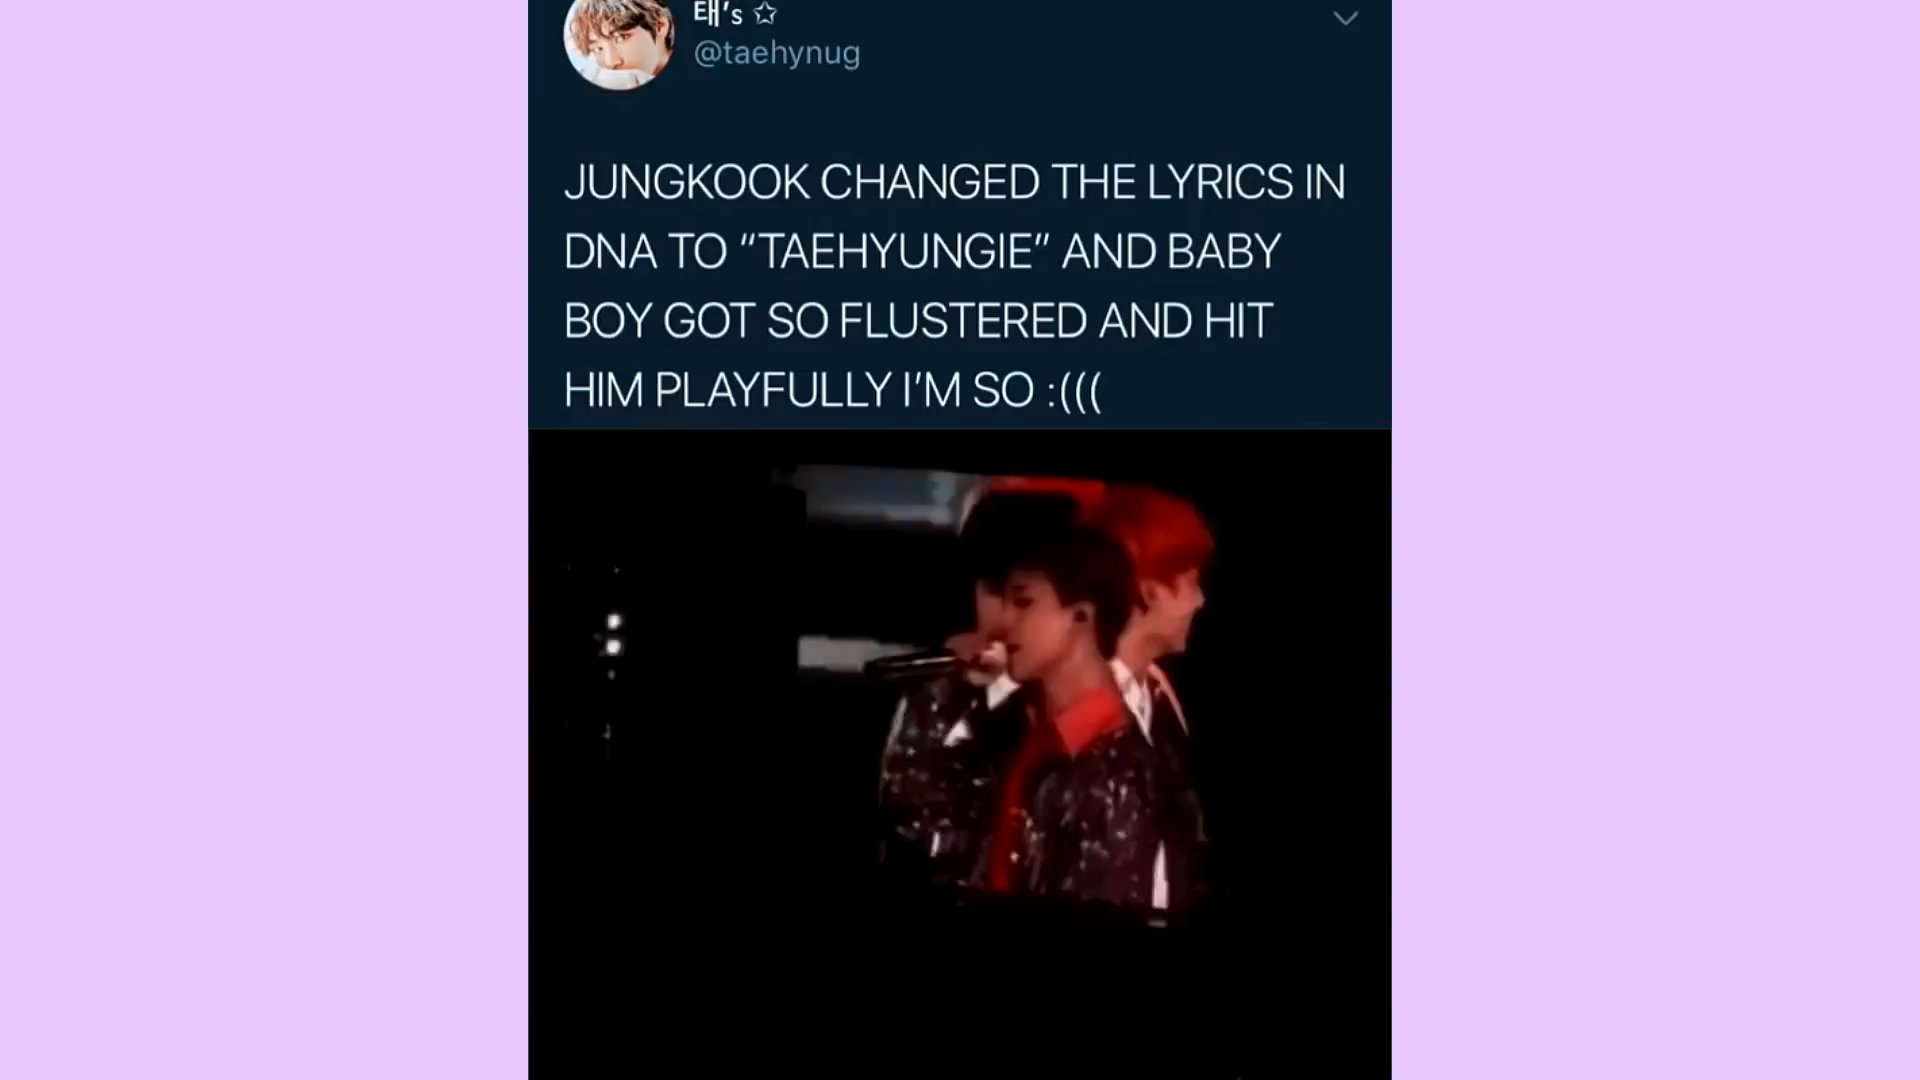 태's ☆
@taehynug
JUNGKOOK CHANGED THE LYRICS IN
DNA TO “TAEHYUNGIE” AND BABY
BOY GOT SO FLUSTERED AND HIT
HIM PLAYFULLY I’M SO :(((